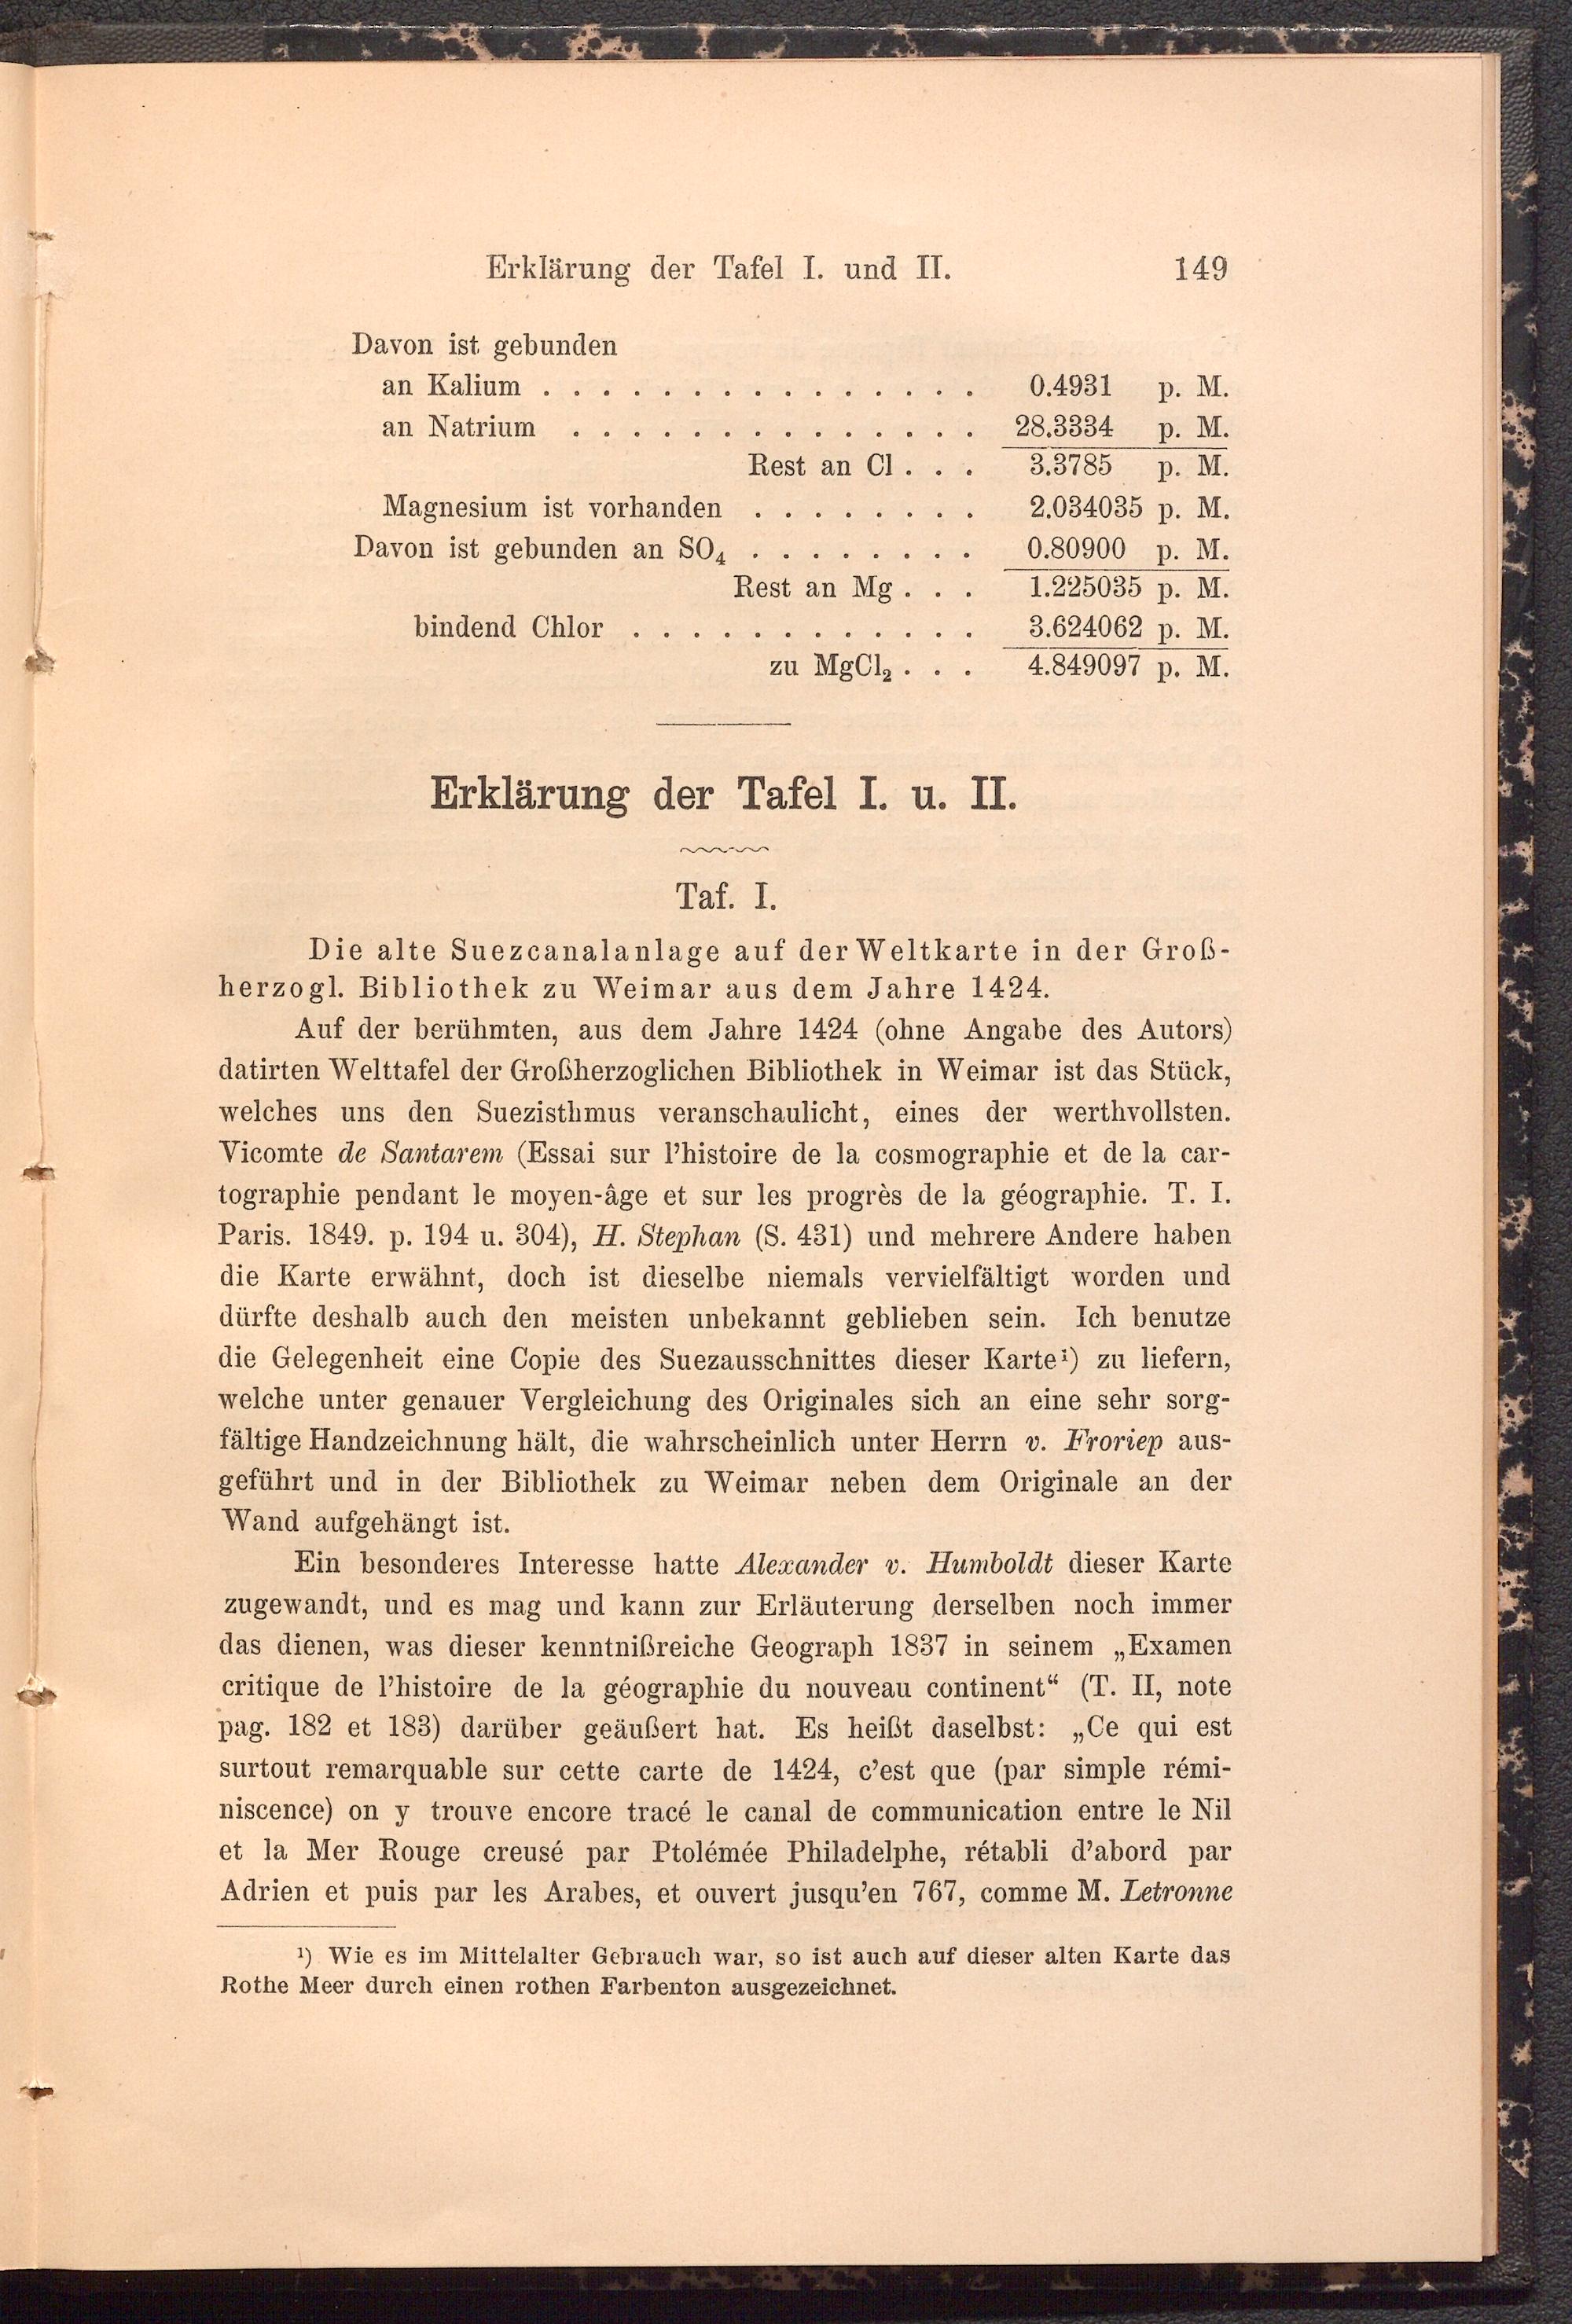 Erklärung der Tafel I. und II. 149
Davon ist gebunden
an Kalium . . . . . . . . . . . . . . . 0.4931 p. M.
an Natrium . . . . . . . . . . . . . . 28.3334 p. M.
Rest an Cl . . . 3.3785 p. M.
Magnesium ist vorhanden . . . . . . . . 2.034035 p. M.
Davon ist gebunden an SO₄ . . . . . . . . 0.80900 p. M.
Rest an Mg . . . 1.225035 p. M.
bindend Chlor . . . . . . . . . . . . 3.624062 p. M.
zu MgCl₂ . . . 4.849097 p. M.
Erklärung der Tafel I. u. II.
Taf. I.
Die alte Suezcanalanlage auf der Weltkarte in der Groß-
herzogl. Bibliothek zu Weimar aus dem Jahre 1424.
Auf der berühmten, aus dem Jahre 1424 (ohne Angabe des Autors)
datirten Welttafel der Großherzoglichen Bibliothek in Weimar ist das Stück,
welches uns den Suezisthmus veranschaulicht, eines der werthvollsten.
Vicomte de Santarem (Essai sur l'histoire de la cosmographie et de la car-
tographie pendant le moyen-âge et sur les progrès de la géographie. T. I.
Paris. 1849. p. 194 u. 304), H. Stephan (S. 431) und mehrere Andere haben
die Karte erwähnt, doch ist dieselbe niemals vervielfältigt worden und
dürfte deshalb auch den meisten unbekannt geblieben sein. Ich benutze
die Gelegenheit eine Copie des Suezausschnittes dieser Karte¹) zu liefern,
welche unter genauer Vergleichung des Originales sich an eine sehr sorg-
fältige Handzeichnung hält, die wahrscheinlich unter Herrn v. Froriep aus-
geführt und in der Bibliothek zu Weimar neben dem Originale an der
Wand aufgehängt ist.
Ein besonderes Interesse hatte Alexander v. Humboldt dieser Karte
zugewandt, und es mag und kann zur Erläuterung derselben noch immer
das dienen, was dieser kenntnißreiche Geograph 1837 in seinem „Examen
critique de l'histoire de la géographie du nouveau continent“ (T. II, note
pag. 182 et 183) darüber geäußert hat. Es heißt daselbst: „Ce qui est
surtout remarquable sur cette carte de 1424, c'est que (par simple rémi-
niscence) on y trouve encore tracé le canal de communication entre le Nil
et la Mer Rouge creusé par Ptolémée Philadelphe, rétabli d'abord par
Adrien et puis par les Arabes, et ouvert jusqu'en 767, comme M. Letronne
¹) Wie es im Mittelalter Gebrauch war, so ist auch auf dieser alten Karte das
Rothe Meer durch einen rothen Farbenton ausgezeichnet.